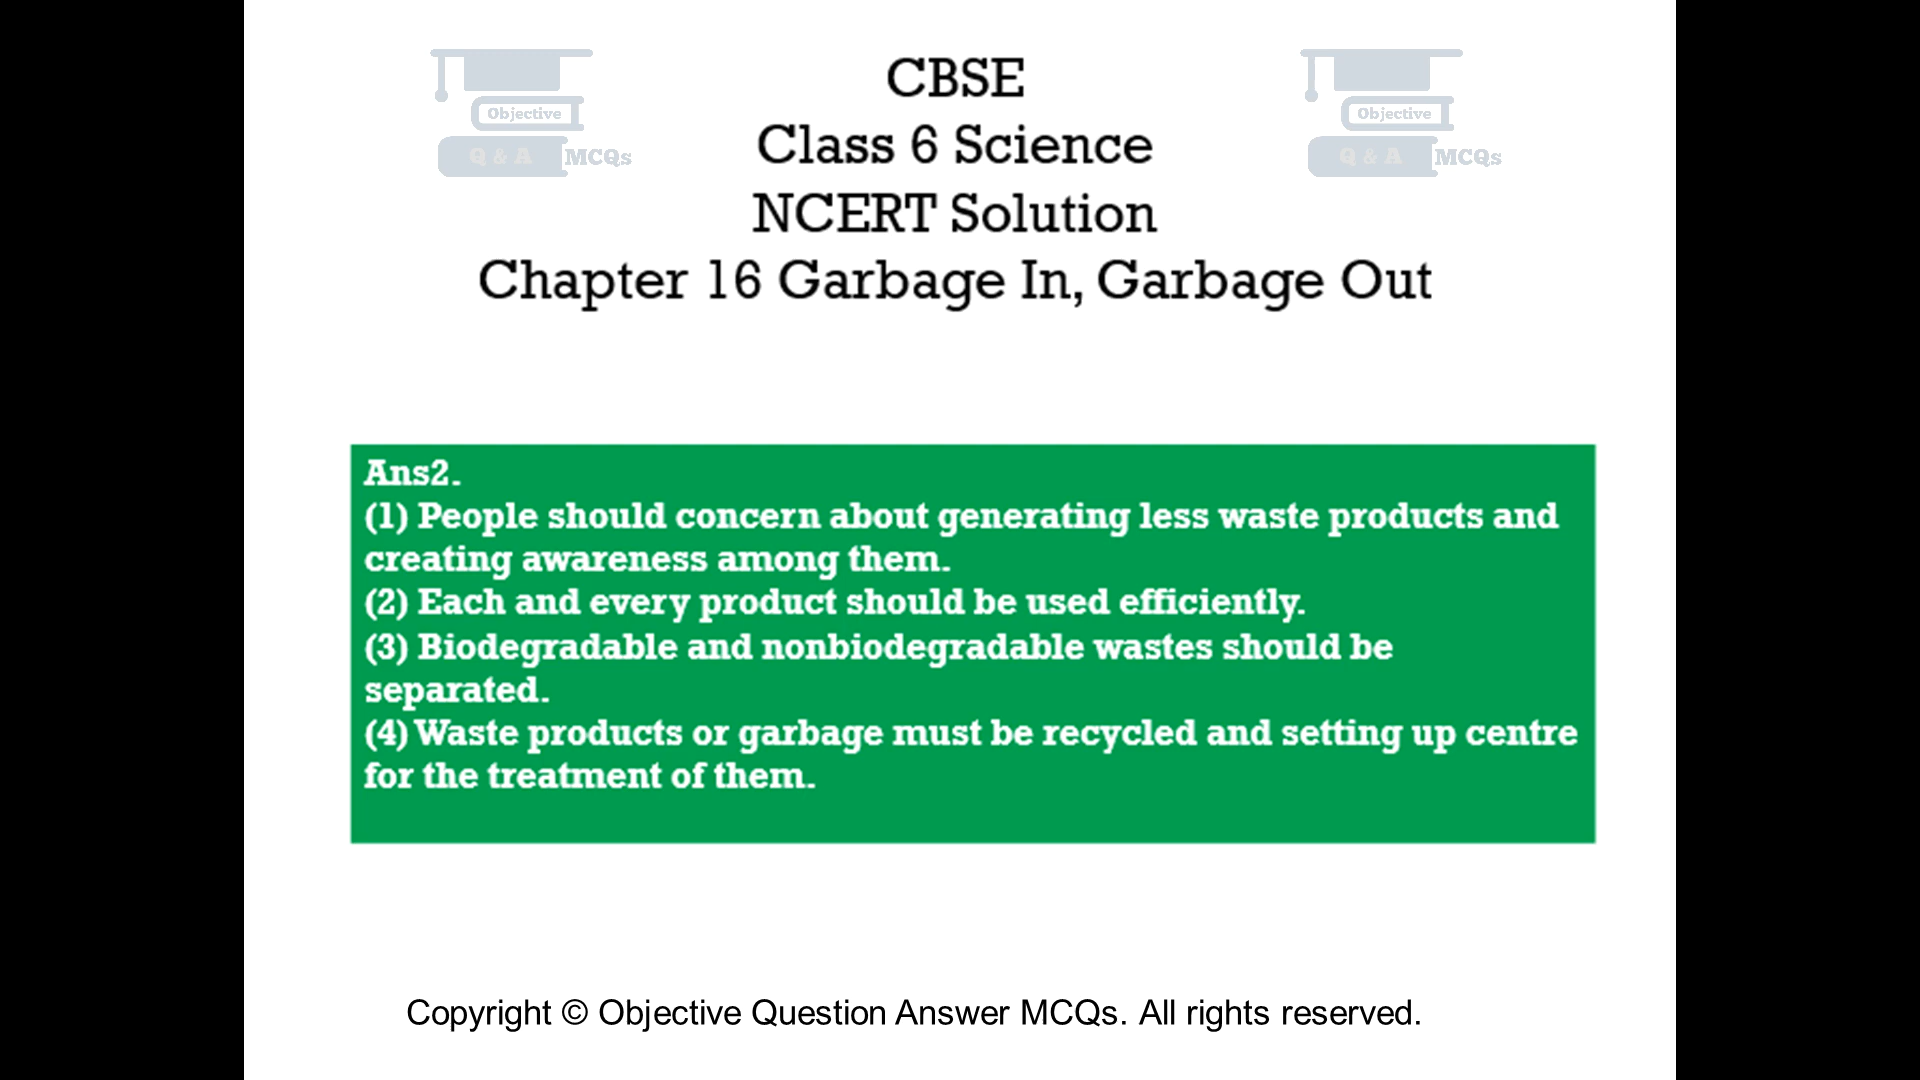 CBSE
Class 6 Science
NCERT Solution
Chapter 16 Garbage In, Garbage Out
Objective
Q & A MCQs
Objective
Q & A MCQs
Ans2.
(1) People should concern about generating less waste products and
creating awareness among them.
(2) Each and every product should be used efficiently.
(3) Biodegradable and nonbiodegradable wastes should be
separated.
(4) Waste products or garbage must be recycled and setting up centre
for the treatment of them.
Copyright © Objective Question Answer MCQs. All rights reserved.